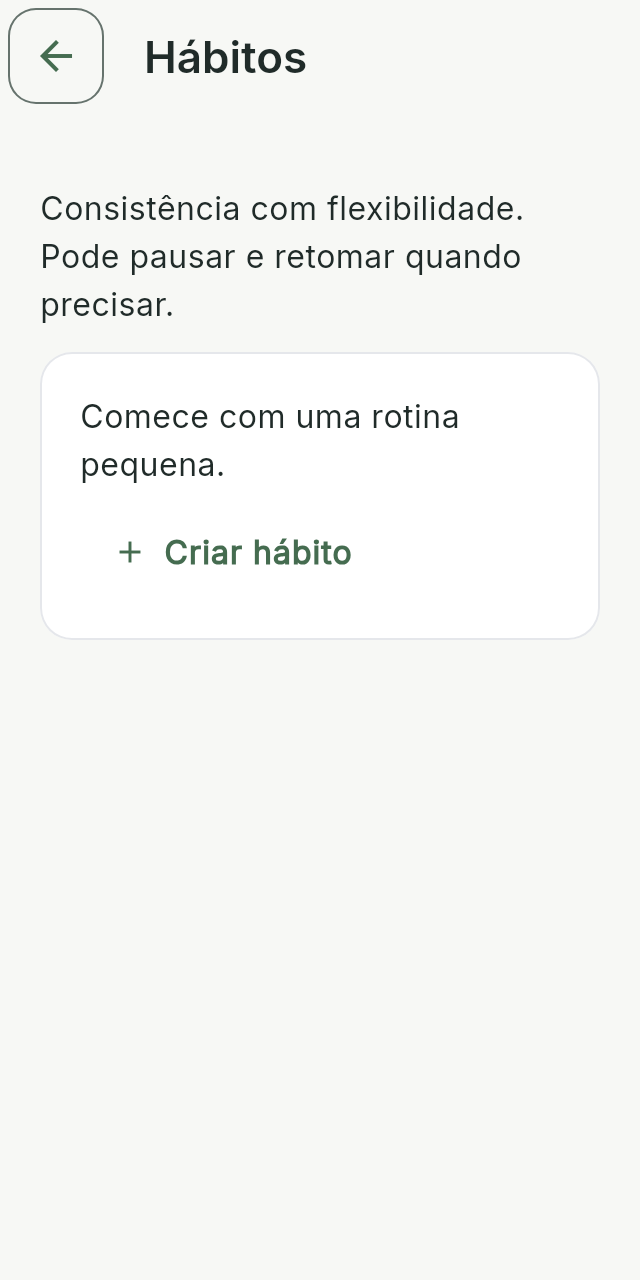 Hábitos
Consistência com flexibilidade.
Pode pausar e retomar quando
precisar.
Comece com uma rotina
pequena.
+ Criar hábito